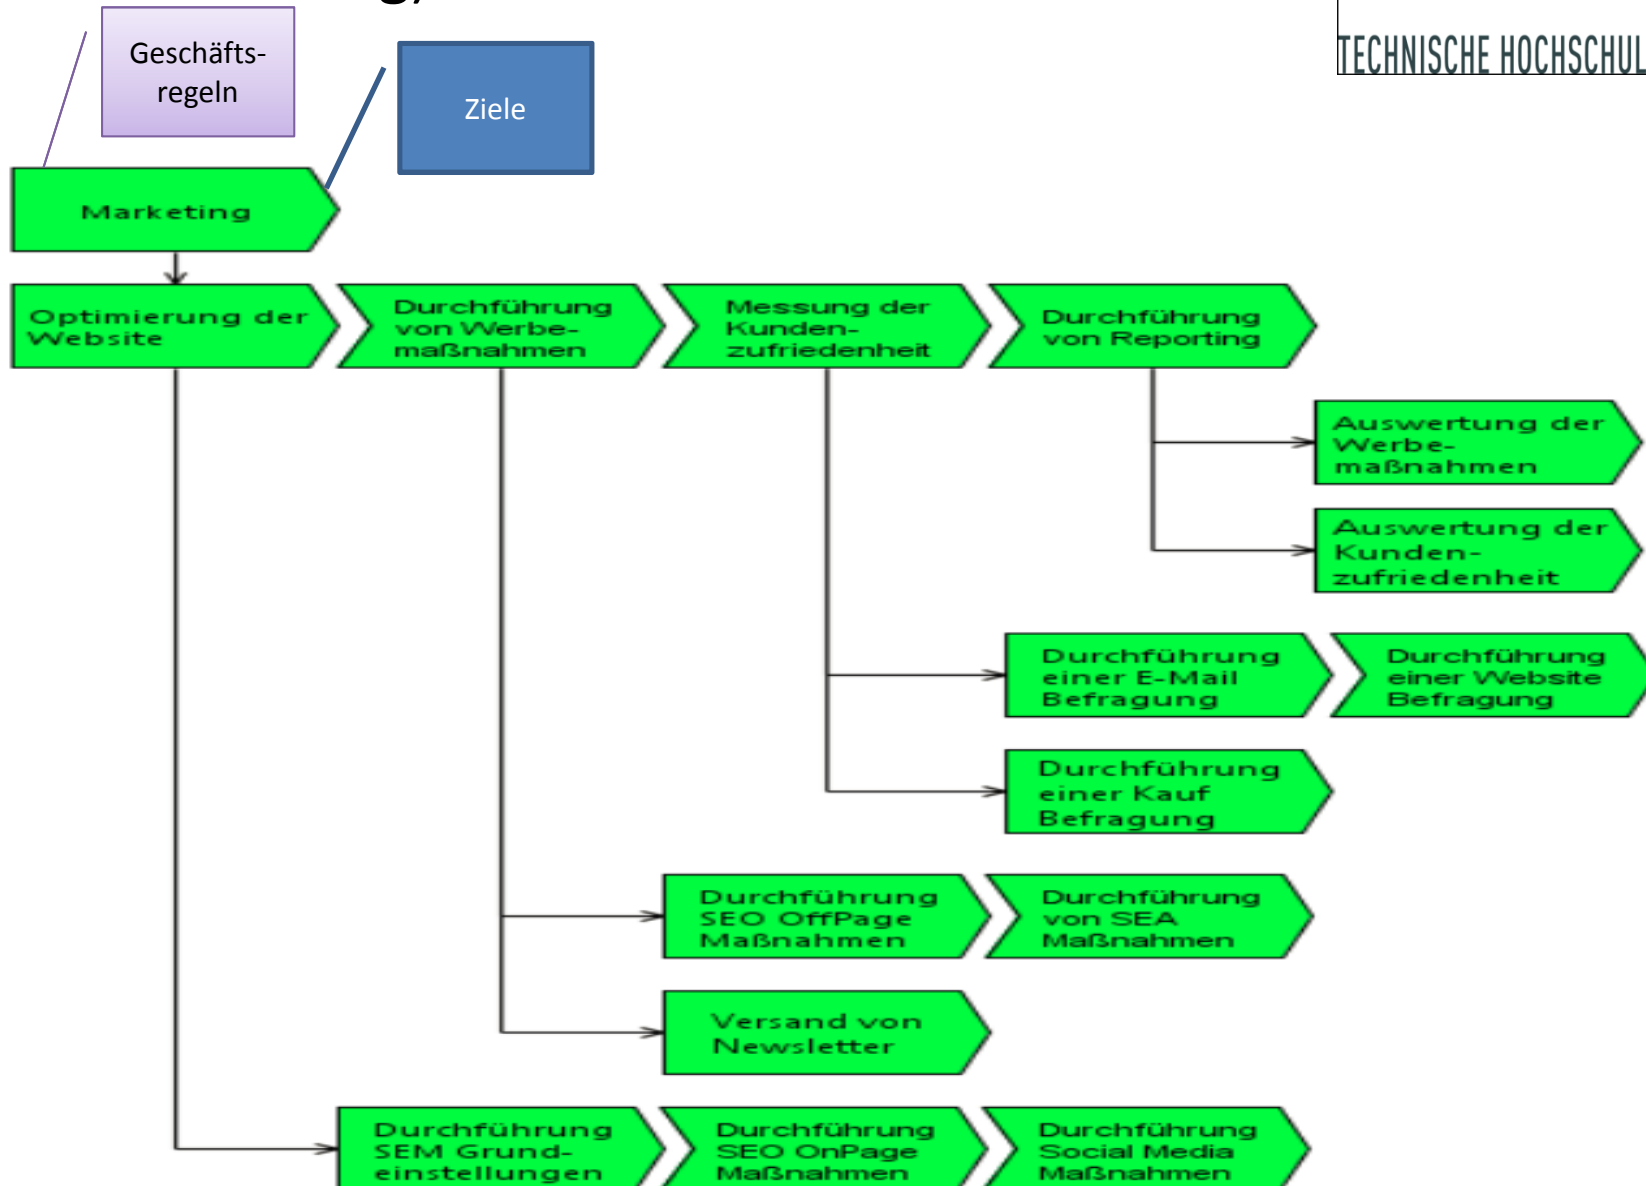 Geschäfts-
regeln
Ziele
TECHNISCHE HOCHSCHUL
Marketing
Optimierung der
Website
Durchführung
von Werbe-
maßnahmen
Messung der
Kunden-
zufriedenheit
Durchführung
von Reporting
Auswertung der
Werbe-
maßnahmen
Auswertung der
Kunden-
zufriedenheit
Durchführung
einer E-Mail
Befragung
Durchführung
einer Website
Befragung
Durchführung
einer Kauf
Befragung
Durchführung
SEO OffPage
Maßnahmen
Durchführung
von SEA
Maßnahmen
Versand von
Newsletter
Durchführung
SEM Grund-
einstellungen
Durchführung
SEO OnPage
Maßnahmen
Durchführung
Social Media
Maßnahmen